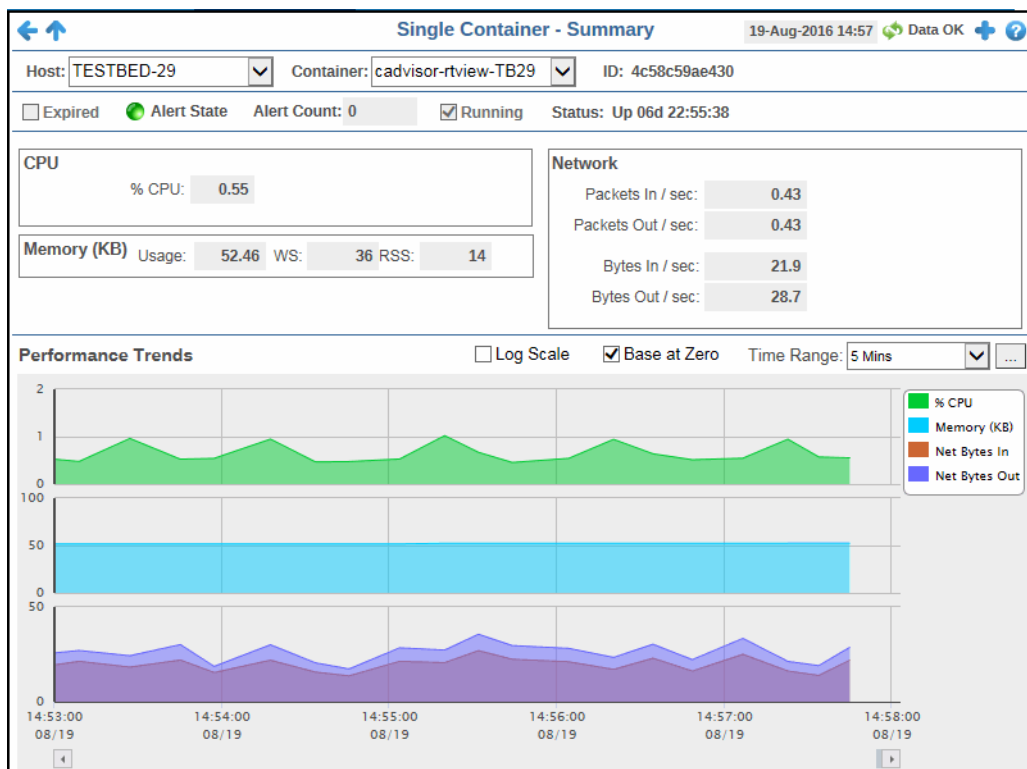 Single Container - Summary 19-Aug-2016 14:57 Data OK
Host: TESTBED-29 Container: cadvisor-rtview-TB29 ID: 4c58c59ae430
Expired Alert State Alert Count: 0 Running Status: Up 06d 22:55:38
CPU
% CPU: 0.55
Memory (KB) Usage: 52.46 WS: 36 RSS: 14
Network
Packets In / sec: 0.43
Packets Out / sec: 0.43
Bytes In / sec: 21.9
Bytes Out / sec: 28.7
Performance Trends Log Scale Base at Zero Time Range: 5 Mins ...
2
1
0
100
50
0
50
0
% CPU
Memory (KB)
Net Bytes In
Net Bytes Out
14:53:00 14:54:00 14:55:00 14:56:00 14:57:00 14:58:00
08/19 08/19 08/19 08/19 08/19 08/19